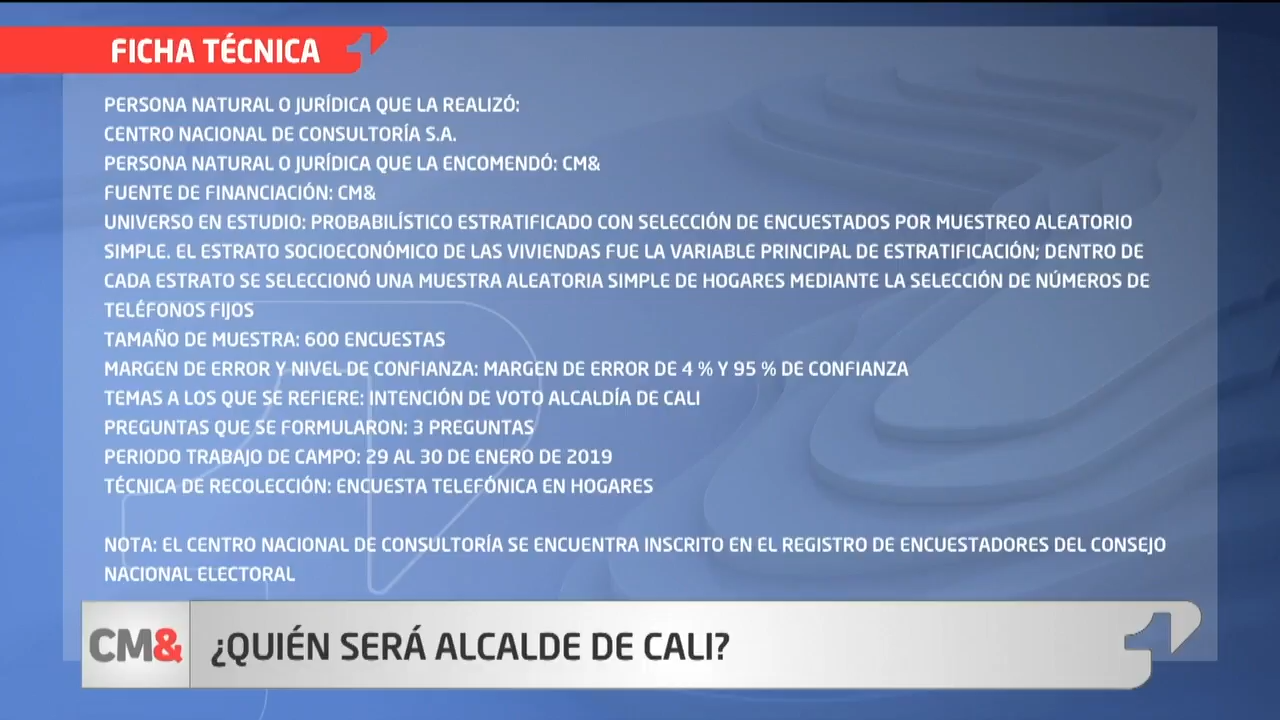 FICHA TÉCNICA
PERSONA NATURAL O JURÍDICA QUE LA REALIZÓ:
CENTRO NACIONAL DE CONSULTORÍA S.A.
PERSONA NATURAL O JURÍDICA QUE LA ENCOMENDÓ: CM&
FUENTE DE FINANCIACIÓN: CM&
UNIVERSO EN ESTUDIO: PROBABILÍSTICO ESTRATIFICADO CON SELECCIÓN DE ENCUESTADOS POR MUESTREO ALEATORIO
SIMPLE. EL ESTRATO SOCIOECONÓMICO DE LAS VIVIENDAS FUE LA VARIABLE PRINCIPAL DE ESTRATIFICACIÓN; DENTRO DE
CADA ESTRATO SE SELECCIONÓ UNA MUESTRA ALEATORIA SIMPLE DE HOGARES MEDIANTE LA SELECCIÓN DE NÚMEROS DE
TELÉFONOS FIJOS
TAMAÑO DE MUESTRA: 600 ENCUESTAS
MARGEN DE ERROR Y NIVEL DE CONFIANZA: MARGEN DE ERROR DE 4 % Y 95 % DE CONFIANZA
TEMAS A LOS QUE SE REFIERE: INTENCIÓN DE VOTO ALCALDÍA DE CALI
PREGUNTAS QUE SE FORMULARON: 3 PREGUNTAS
PERIODO TRABAJO DE CAMPO: 29 AL 30 DE ENERO DE 2019
TÉCNICA DE RECOLECCIÓN: ENCUESTA TELEFÓNICA EN HOGARES
NOTA: EL CENTRO NACIONAL DE CONSULTORÍA SE ENCUENTRA INSCRITO EN EL REGISTRO DE ENCUESTADORES DEL CONSEJO
NACIONAL ELECTORAL
CM& ¿QUIÉN SERÁ ALCALDE DE CALI?